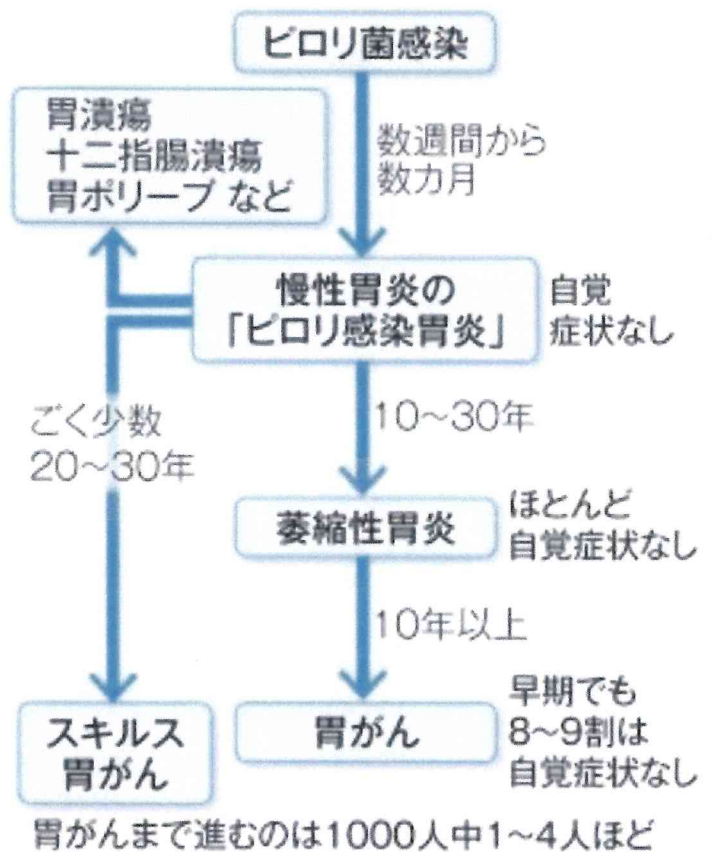 ピロリ菌感染
胃潰瘍
十二指腸潰瘍
胃ポリープ など
数週間から
数カ月
慢性胃炎の
「ピロリ感染胃炎」
自覚
症状なし
ごく少数
20〜30年
10〜30年
萎縮性胃炎
ほとんど
自覚症状なし
10年以上
スキルス
胃がん
胃がん
早期でも
8〜9割は
自覚症状なし
胃がんまで進むのは1000人中1〜4人ほど